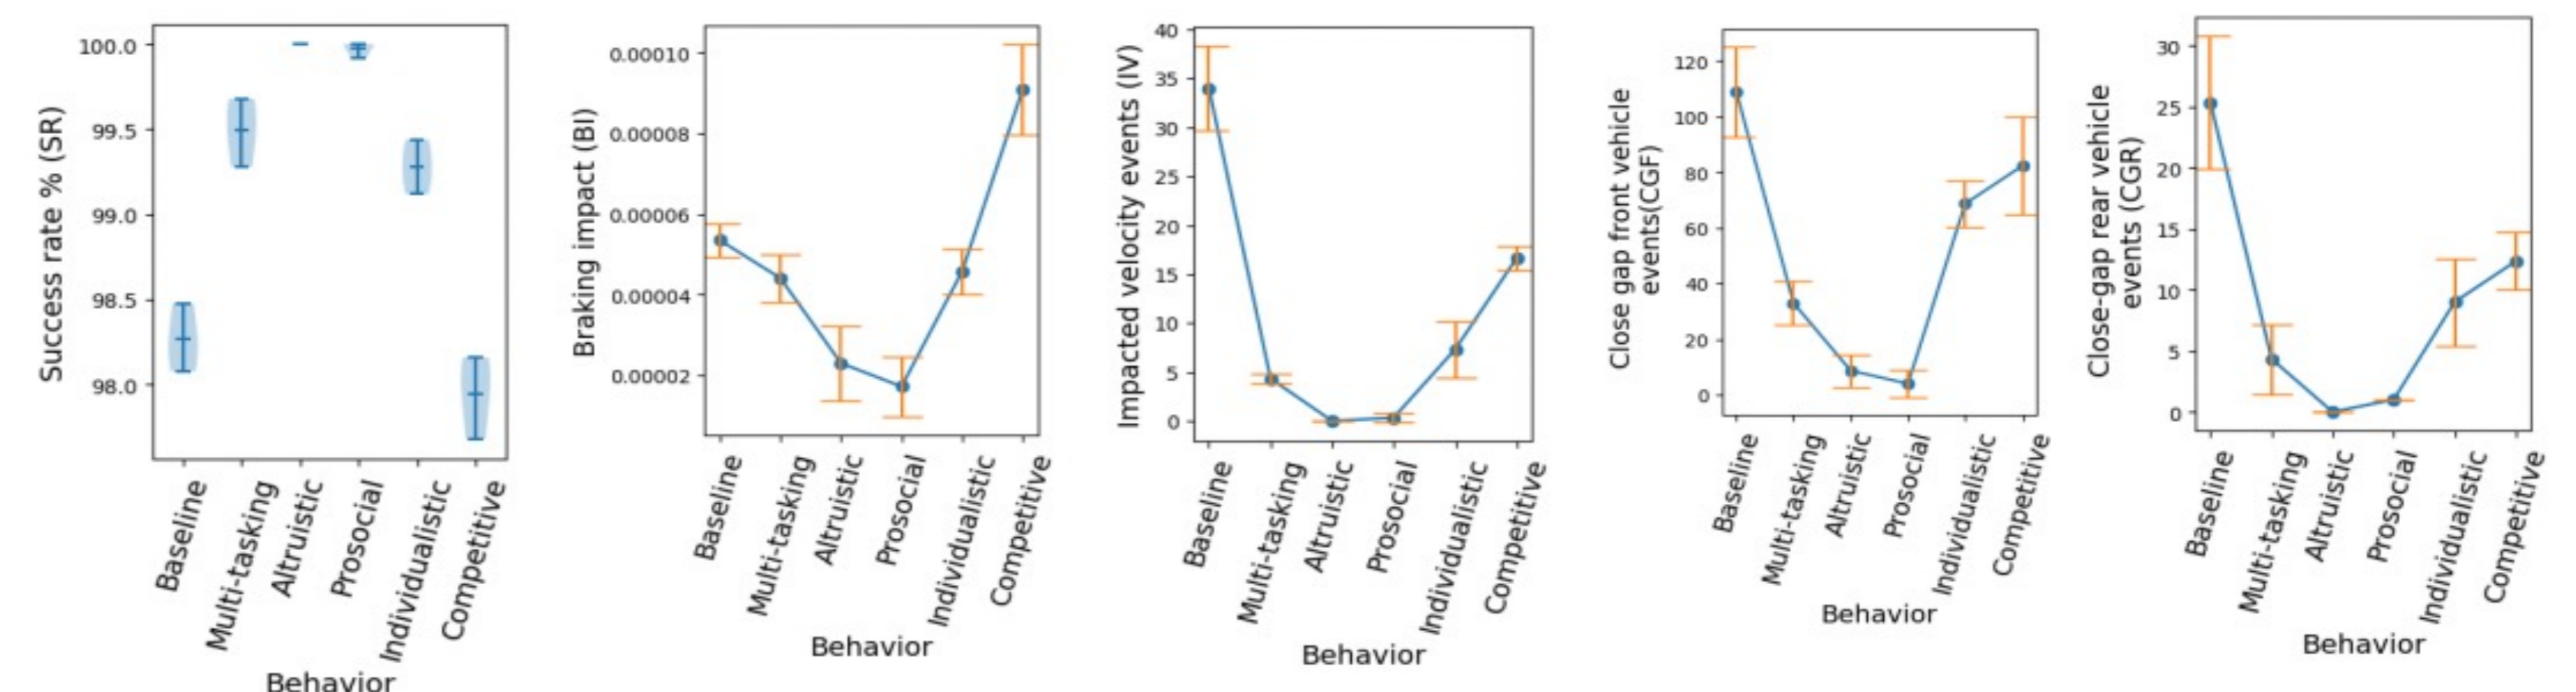 Success rate % (SR)
100.0
99.5
99.0
98.5
98.0
Baseline
Multi-tasking
Altruistic
Prosocial
Individualistic
Competitive
Behavior
Braking impact (BI)
0.00010
0.00008
0.00006
0.00004
0.00002
Baseline
Multi-tasking
Altruistic
Prosocial
Individualistic
Competitive
Behavior
Impacted velocity events (IV)
40
35
30
25
20
15
10
5
0
Baseline
Multi-tasking
Altruistic
Prosocial
Individualistic
Competitive
Behavior
Close gap front vehicle
events(CGF)
120
100
80
60
40
20
0
Baseline
Multi-tasking
Altruistic
Prosocial
Individualistic
Competitive
Behavior
Close-gap rear vehicle
events (CGR)
30
25
20
15
10
5
0
Baseline
Multi-tasking
Altruistic
Prosocial
Individualistic
Competitive
Behavior